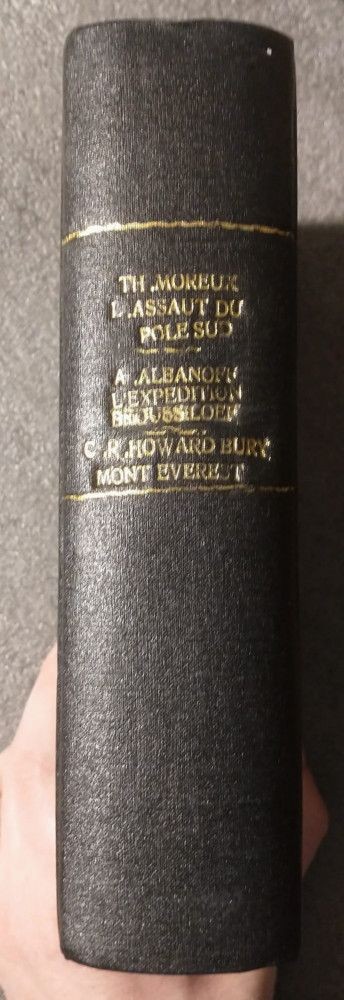 TH .MOREUX
L.ASSAUT DU
POLE SUD
A .ALBANOFF
L'EXPEDITION
BROUSSILOFF
C.R.HOWARD BURY
MONT EVEREST